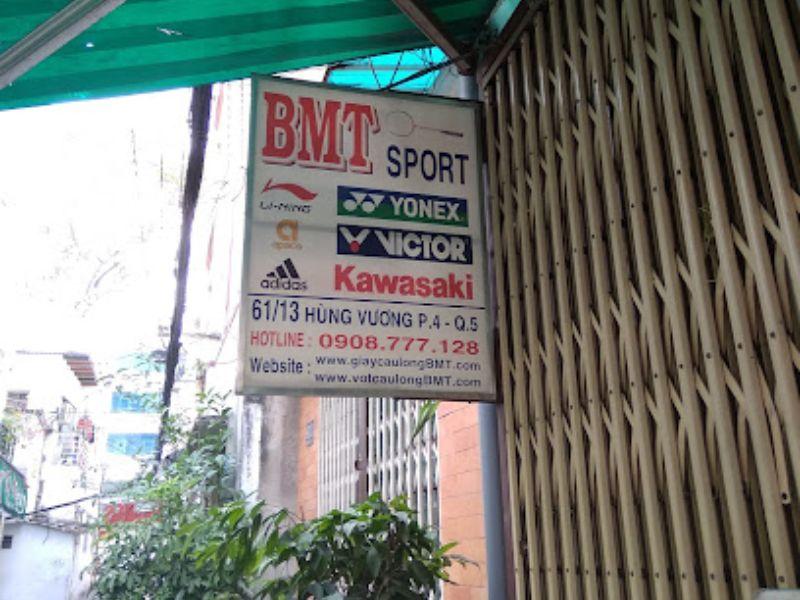 BMT
SPORT
LI-NING
YONEX
apacs
VICTOR
adidas
Kawasaki
61/13 HÙNG VƯƠNG P.4 - Q.5
HOTLINE : 0908.777.128
Website : www.giaycaulongBMT.com
www.votcaulongBMT.com